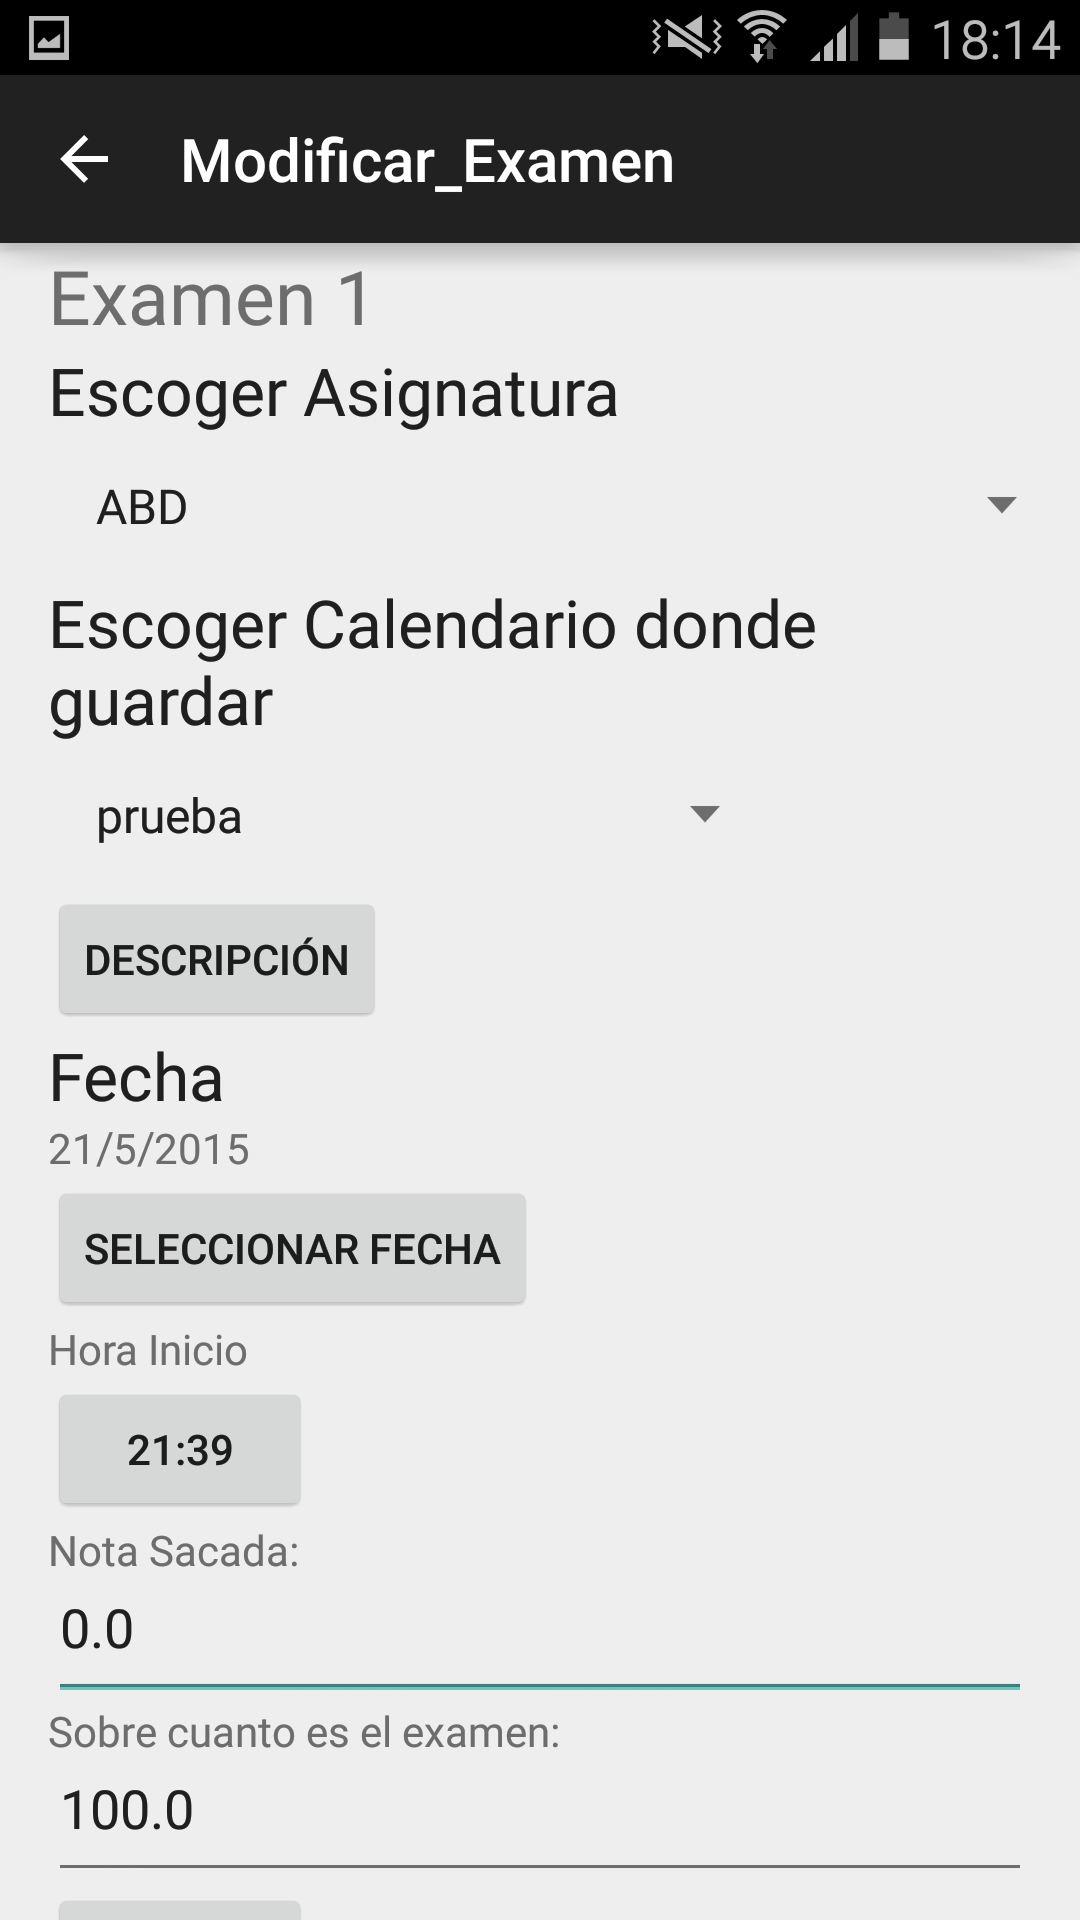 18:14
Modificar_Examen
Examen 1
Escoger Asignatura
ABD
Escoger Calendario donde
guardar
prueba
DESCRIPCIÓN
Fecha
21/5/2015
SELECCIONAR FECHA
Hora Inicio
21:39
Nota Sacada:
0.0
Sobre cuanto es el examen:
100.0